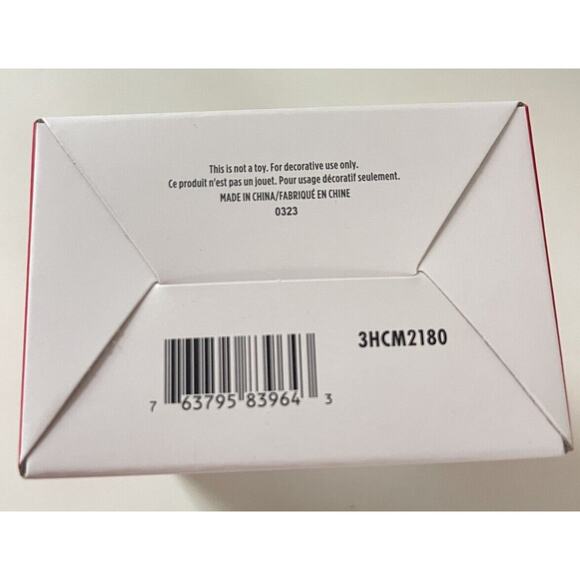 This is not a toy. For decorative use only.
Ce produit n'est pas un jouet. Pour usage décoratif seulement.
MADE IN CHINA/FABRIQUÉ EN CHINE
0323
3HCM2180
7 63795 83964 3